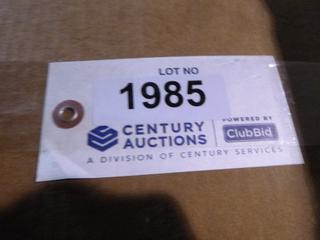 LOT NO
1985
CENTURY AUCTIONS
POWERED BY
ClubBid
A DIVISION OF CENTURY SERVICES